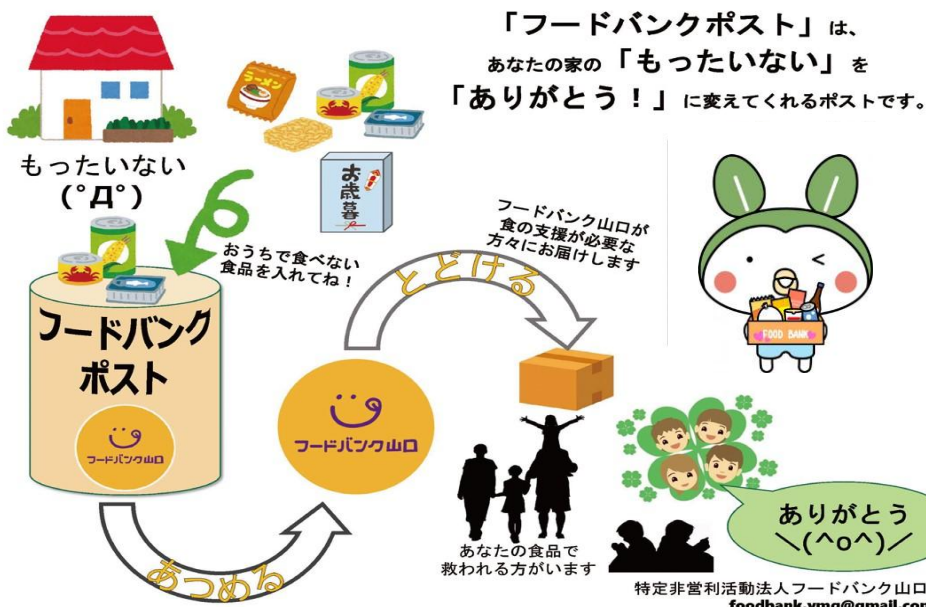 「フードバンクポスト」は、
あなたの家の「もったいない」を
「ありがとう！」に変えてくれるポストです。
ラーメン
お歳暮
もったいない
(°Д°)
おうちで食べない
食品を入れてね！
フードバンク
ポスト
フードバンク山口
あつめる
フードバンク山口
とどける
フードバンク山口が
食の支援が必要な
方々にお届けします
FOOD BANK
あなたの食品で
救われる方がいます
ありがとう
＼(^o^)／
特定非営利活動法人フードバンク山口
foodbank.ymg@gmail.com